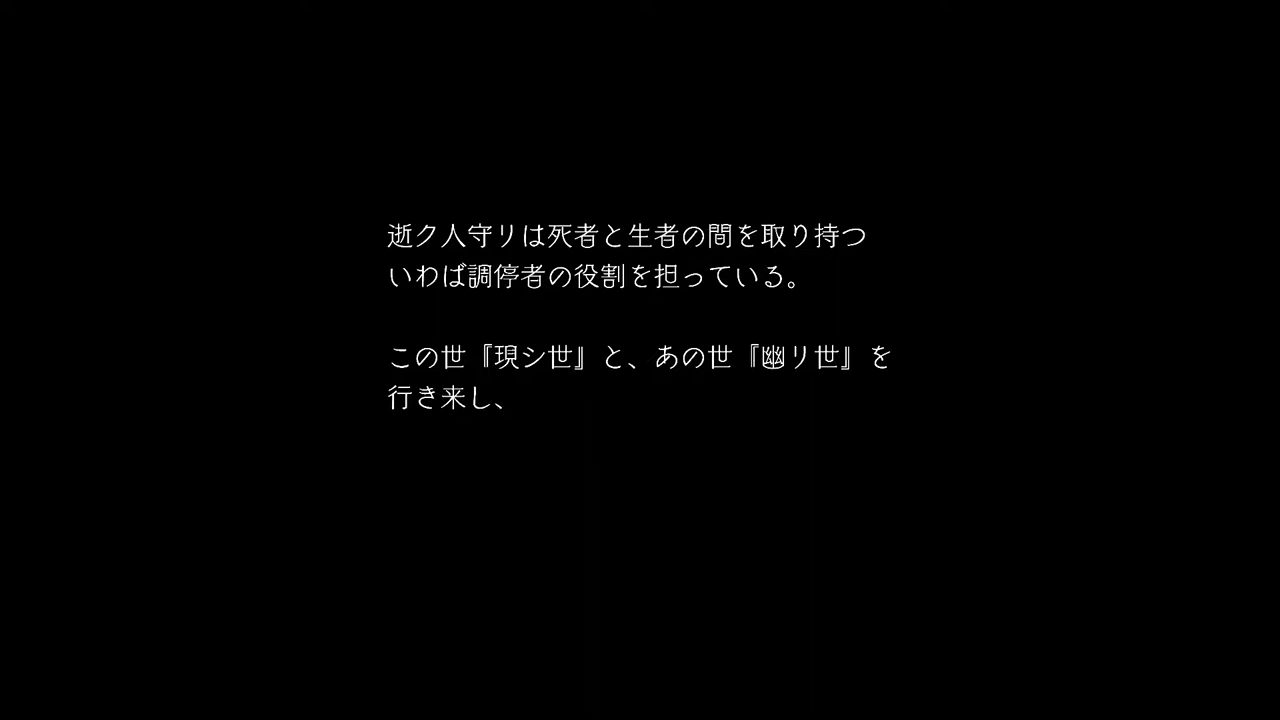 逝ク人守リは死者と生者の間を取り持つ
いわば調停者の役割を担っている。
この世『現シ世』と、あの世『幽リ世』を
行き来し、